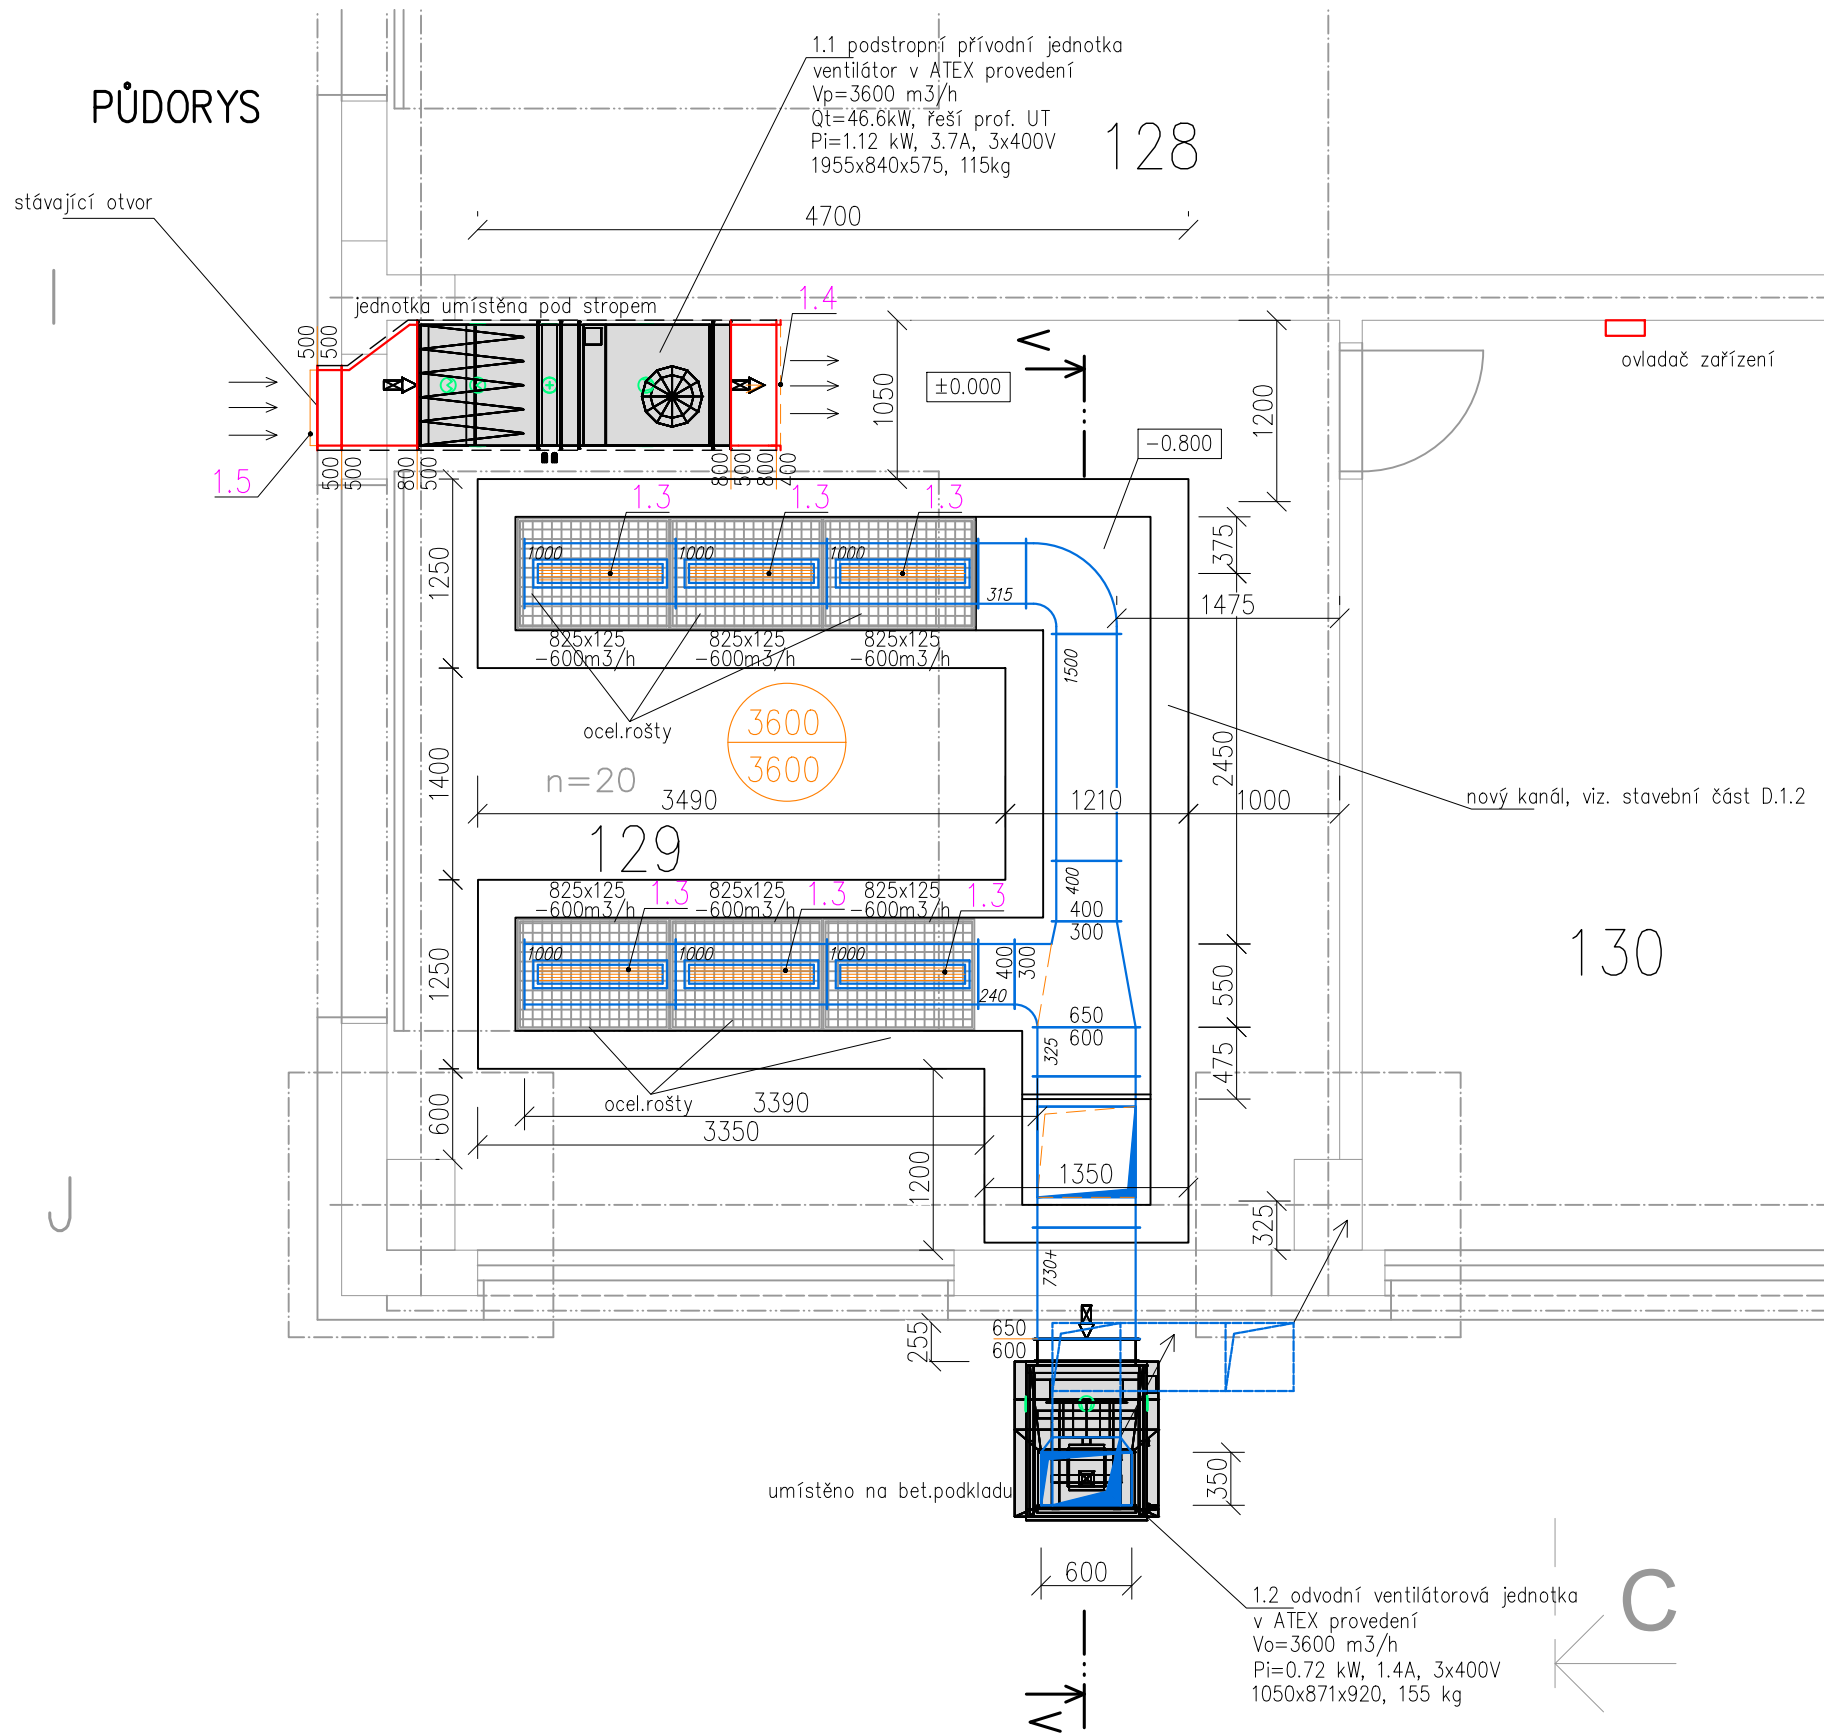 PŮDORYS
1.1 podstropní přívodní jednotka
ventilátor v ATEX provedení
Vp=3600 m3/h
Qt=46.6kW, řeší prof. UT
Pi=1.12 kW, 3.7A, 3x400V
1955x840x575, 115kg
128
stávající otvor
4700
I
jednotka umístěna pod stropem
1.4
500
500
ovladač zařízení
A
±0.000
1050
1200
-0.800
1.5
500
500
800
500
800
500
800
400
1.3
1.3
1.3
1000
1000
1000
375
1250
315
1475
825x125
-600m3/h
825x125
-600m3/h
825x125
-600m3/h
1500
ocel.rošty
3600
3600
n=20
1400
2450
3490
1210
1000
nový kanál, viz. stavební část D.1.2
129
400
825x125
-600m3/h
825x125
-600m3/h
825x125
-600m3/h
1.3
1.3
1.3
400
300
130
1000
1000
1000
400
300
1250
240
550
650
600
325
475
ocel.rošty
3390
600
3350
1350
1200
J
325
730+
255
650
600
umístěno na bet.podkladu
350
600
1.2 odvodní ventilátorová jednotka
v ATEX provedení
Vo=3600 m3/h
Pi=0.72 kW, 1.4A, 3x400V
1050x871x920, 155 kg
C
A